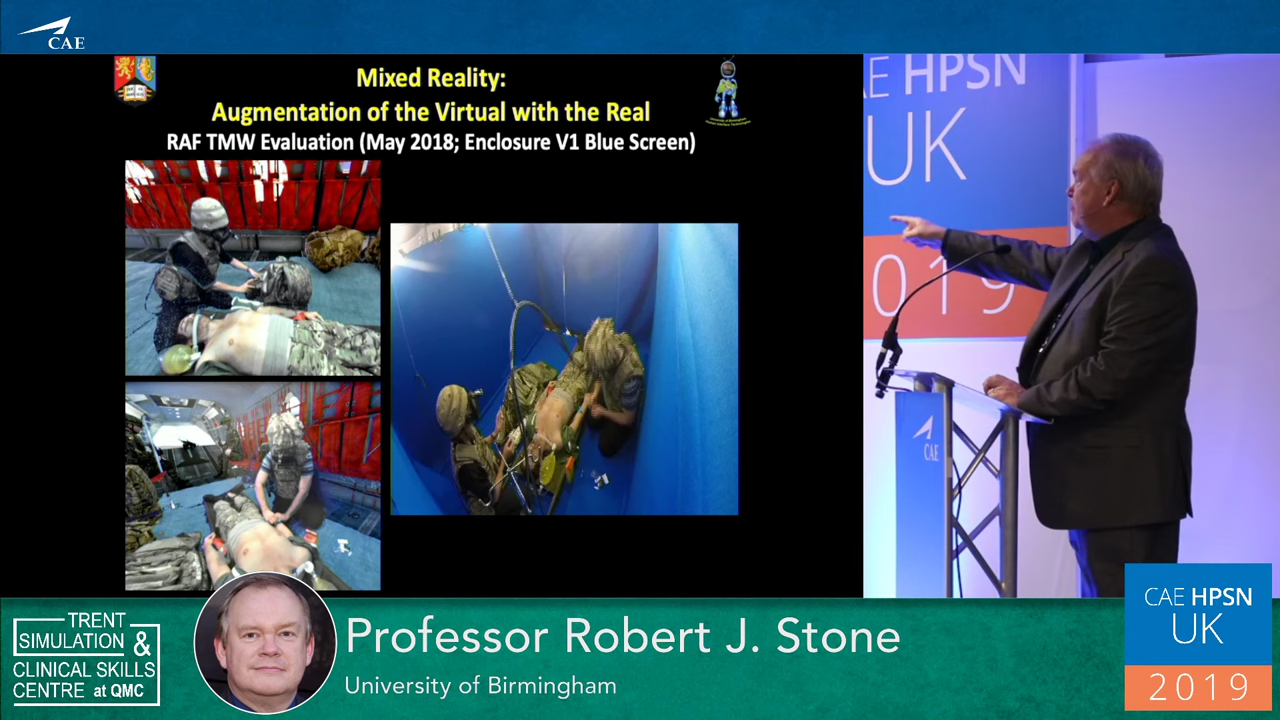 CAE
Mixed Reality:
Augmentation of the Virtual with the Real
RAF TMW Evaluation (May 2018; Enclosure V1 Blue Screen)
AE HPSN
UK
2019
CAE
TRENT
SIMULATION &
CLINICAL SKILLS
CENTRE at QMC
Professor Robert J. Stone
University of Birmingham
CAE HPSN
UK
2019